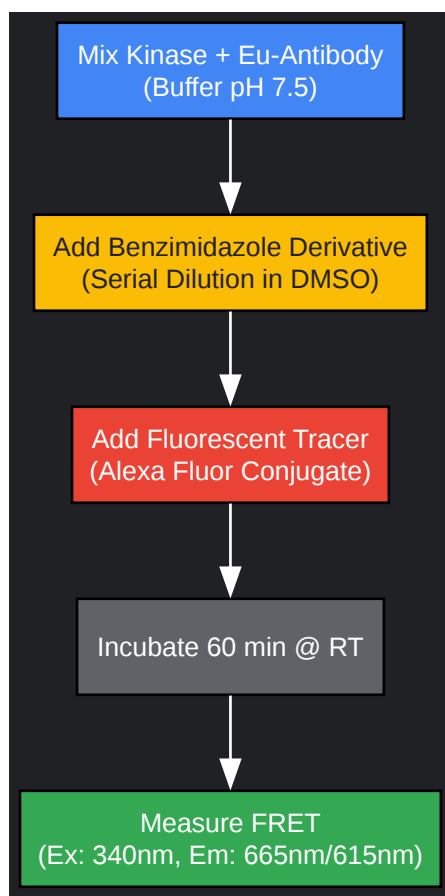 Mix Kinase + Eu-Antibody
(Buffer pH 7.5)
Add Benzimidazole Derivative
(Serial Dilution in DMSO)
Add Fluorescent Tracer
(Alexa Fluor Conjugate)
Incubate 60 min @ RT
Measure FRET
(Ex: 340nm, Em: 665nm/615nm)